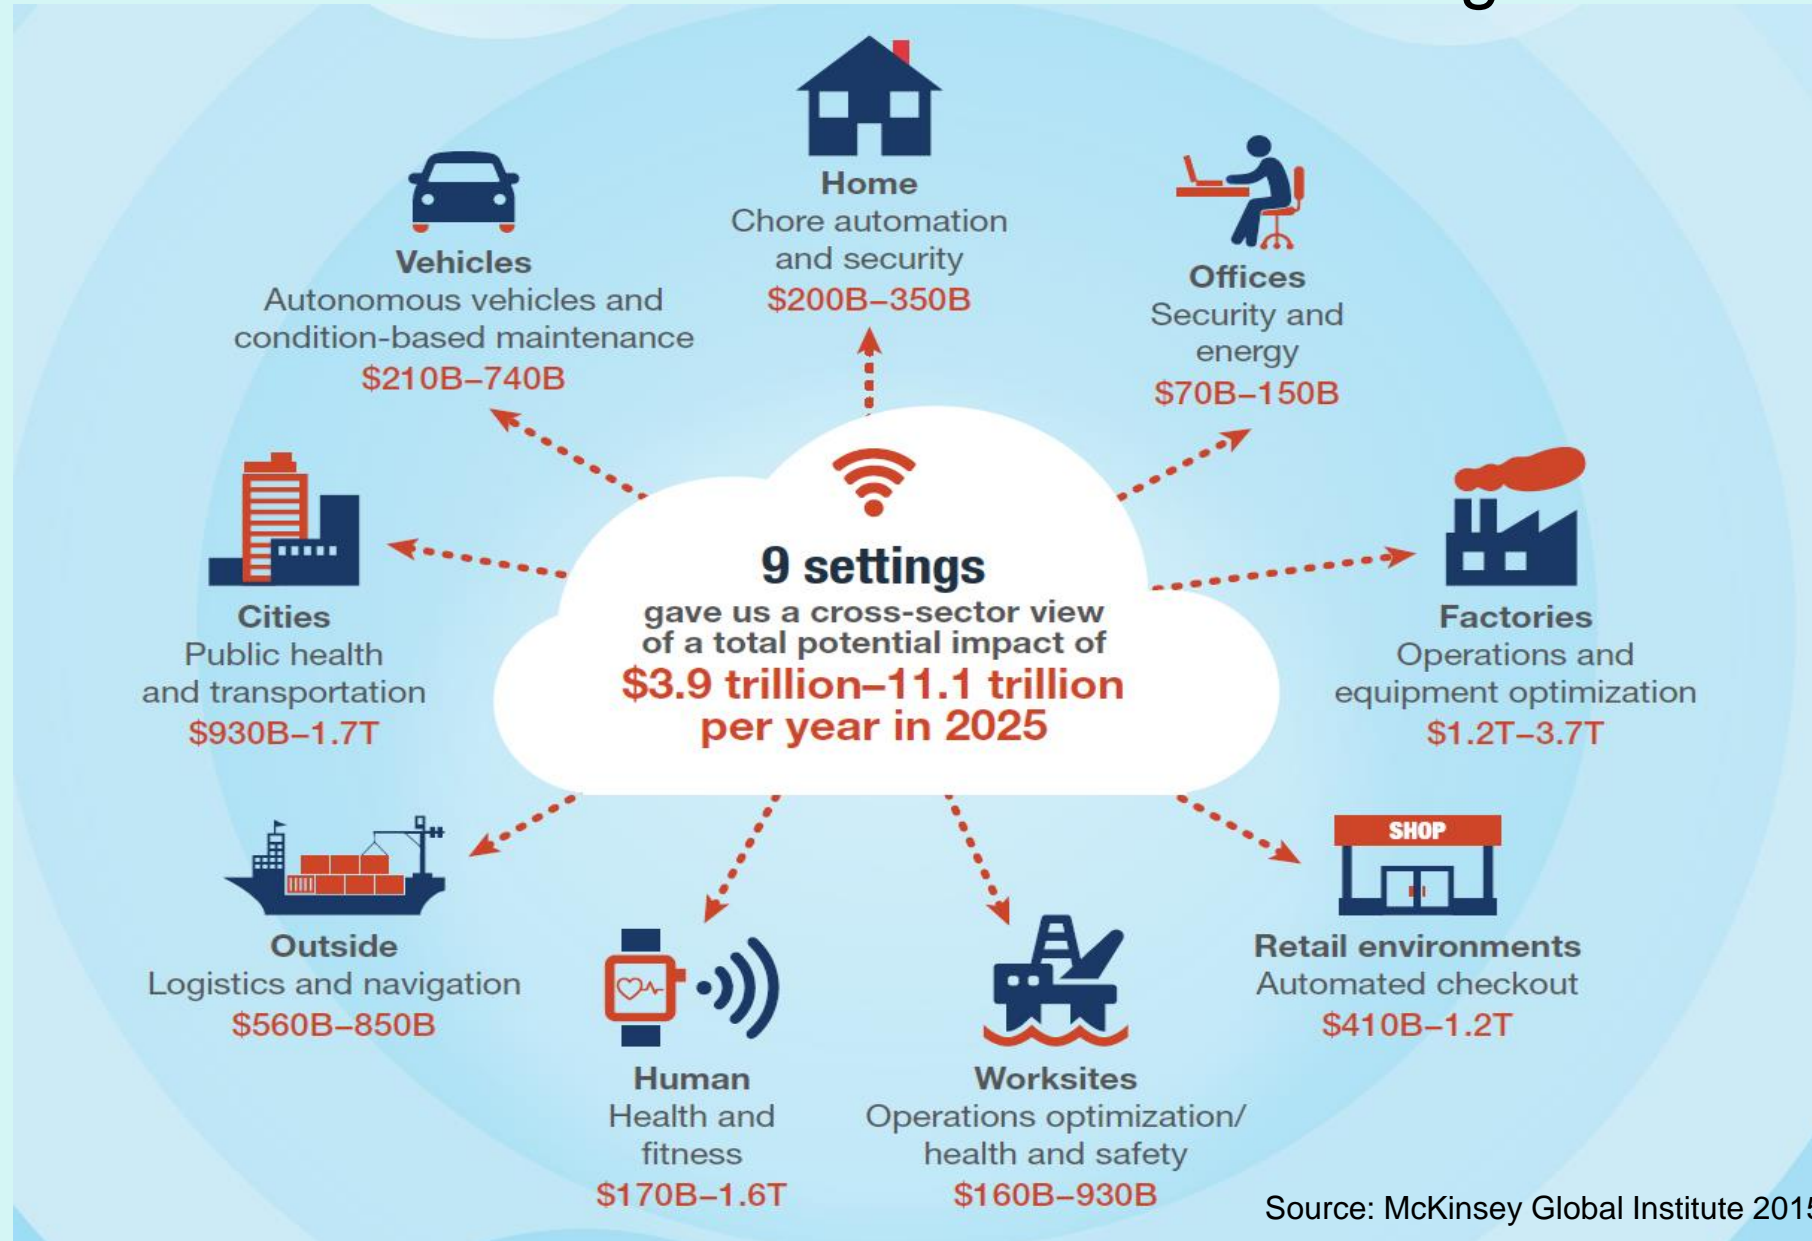 Home
Chore automation
and security
$200B–350B
Vehicles
Autonomous vehicles and
condition-based maintenance
$210B–740B
Offices
Security and
energy
$70B–150B
9 settings
gave us a cross-sector view
of a total potential impact of
$3.9 trillion–11.1 trillion
per year in 2025
Cities
Public health
and transportation
$930B–1.7T
Factories
Operations and
equipment optimization
$1.2T–3.7T
SHOP
Outside
Logistics and navigation
$560B–850B
Retail environments
Automated checkout
$410B–1.2T
Human
Health and
fitness
$170B–1.6T
Worksites
Operations optimization/
health and safety
$160B–930B
Source: McKinsey Global Institute 2015